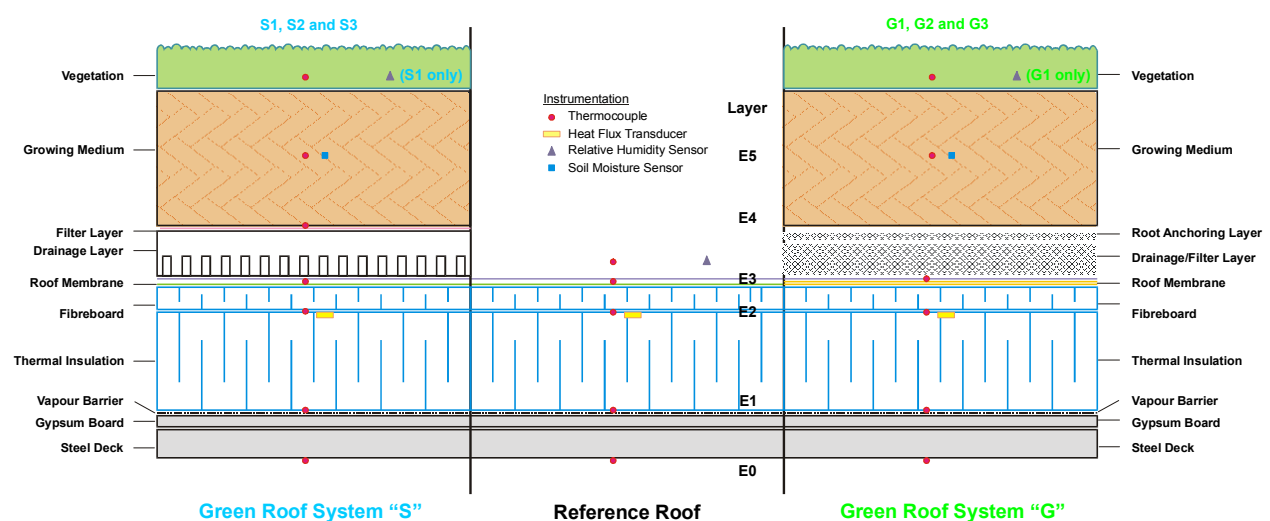 S1, S2 and S3
G1, G2 and G3
Vegetation
(S1 only)
(G1 only)
Vegetation
Instrumentation
Thermocouple
Heat Flux Transducer
Relative Humidity Sensor
Soil Moisture Sensor
Layer
Growing Medium
E5
Growing Medium
E4
Filter Layer
Drainage Layer
Root Anchoring Layer
Drainage/Filter Layer
Roof Membrane
E3
Roof Membrane
Fibreboard
E2
Fibreboard
Thermal Insulation
Thermal Insulation
Vapour Barrier
E1
Vapour Barrier
Gypsum Board
Gypsum Board
Steel Deck
Steel Deck
E0
Green Roof System “S”
Reference Roof
Green Roof System “G”